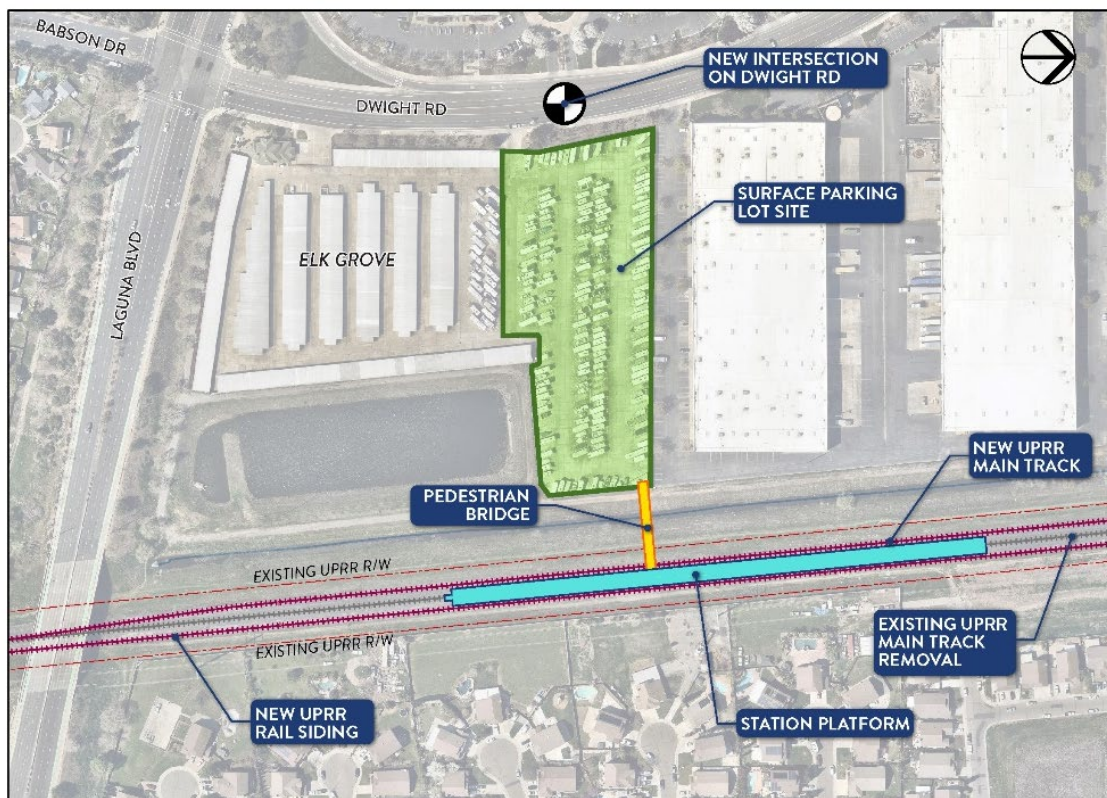 BABSON DR
NEW INTERSECTION
ON DWIGHT RD
DWIGHT RD
SURFACE PARKING
LOT SITE
ELK GROVE
LAGUNA BLVD
NEW UPRR
MAIN TRACK
PEDESTRIAN
BRIDGE
EXISTING UPRR R/W
EXISTING UPRR R/W
EXISTING UPRR
MAIN TRACK
REMOVAL
NEW UPRR
RAIL SIDING
STATION PLATFORM